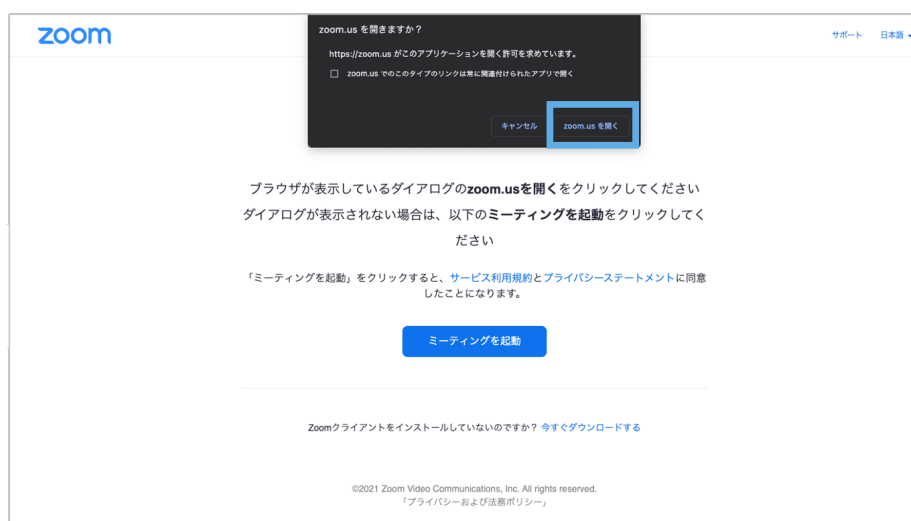 zoom
サポート 日本語
zoom.us を開きますか？
https://zoom.us がこのアプリケーションを開く許可を求めています。
zoom.us でのこのタイプのリンクは常に関連付けられたアプリで開く
キャンセル zoom.us を開く
ブラウザが表示しているダイアログのzoom.usを開くをクリックしてください
ダイアログが表示されない場合は、以下のミーティングを起動をクリックしてく
ださい
「ミーティングを起動」をクリックすると、サービス利用規約とプライバシーステートメントに同意
したことになります。
ミーティングを起動
Zoomクライアントをインストールしていないのですか？ 今すぐダウンロードする
©2021 Zoom Video Communications, Inc. All rights reserved.
「プライバシーおよび法務ポリシー」